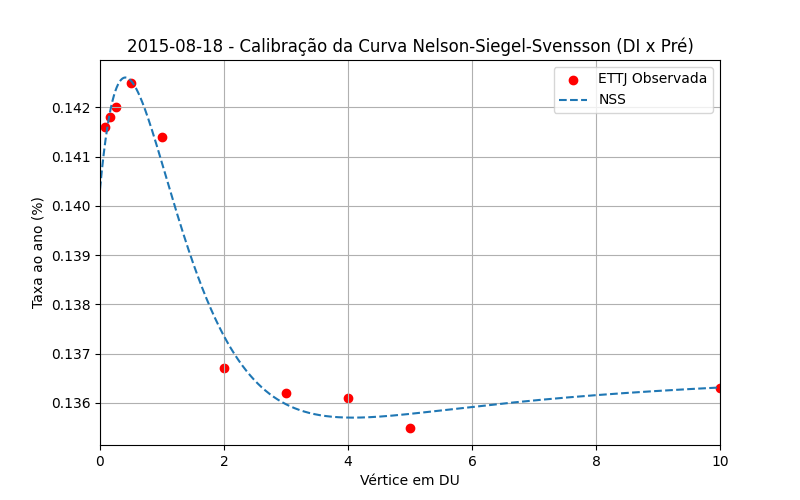 2015-08-18 - Calibração da Curva Nelson-Siegel-Svensson (DI x Pré)
ETTJ Observada
NSS
Taxa ao ano (%)
0.142
0.141
0.140
0.139
0.138
0.137
0.136
0
2
4
6
8
10
Vértice em DU